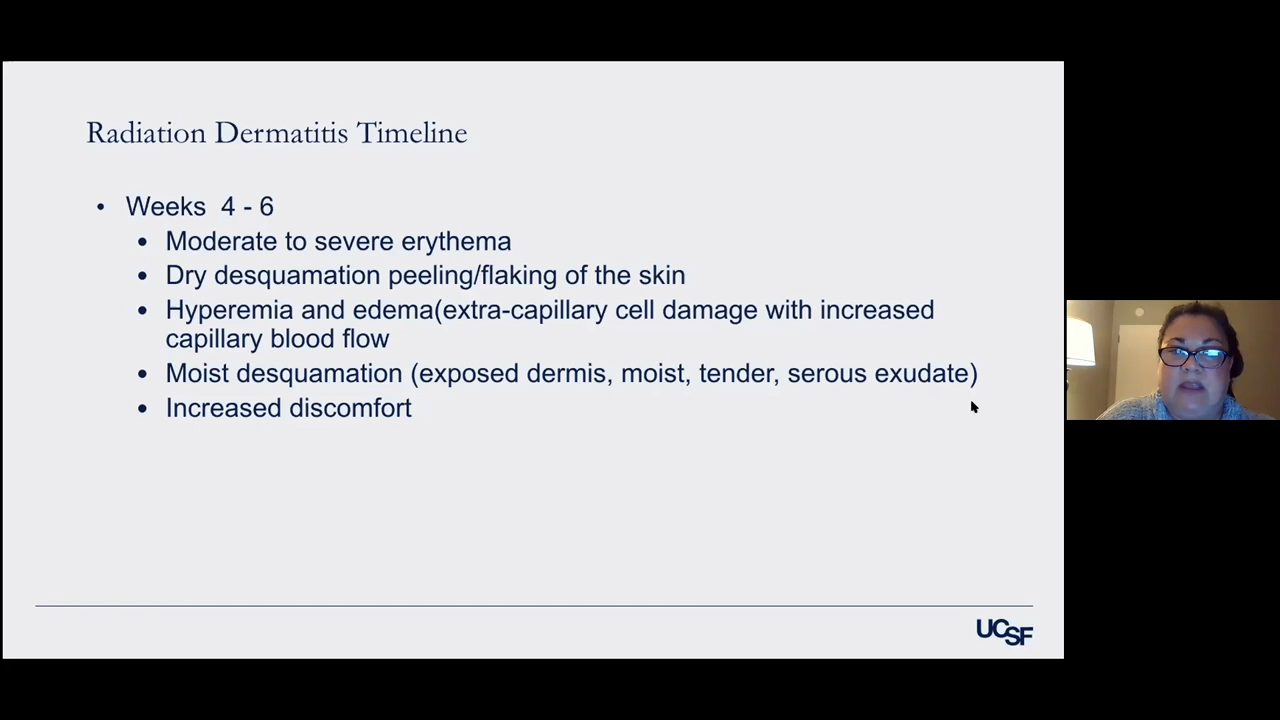 Radiation Dermatitis Timeline
• Weeks  4 - 6
• Moderate to severe erythema
• Dry desquamation peeling/flaking of the skin
• Hyperemia and edema(extra-capillary cell damage with increased
capillary blood flow
• Moist desquamation (exposed dermis, moist, tender, serous exudate)
• Increased discomfort
UCSF